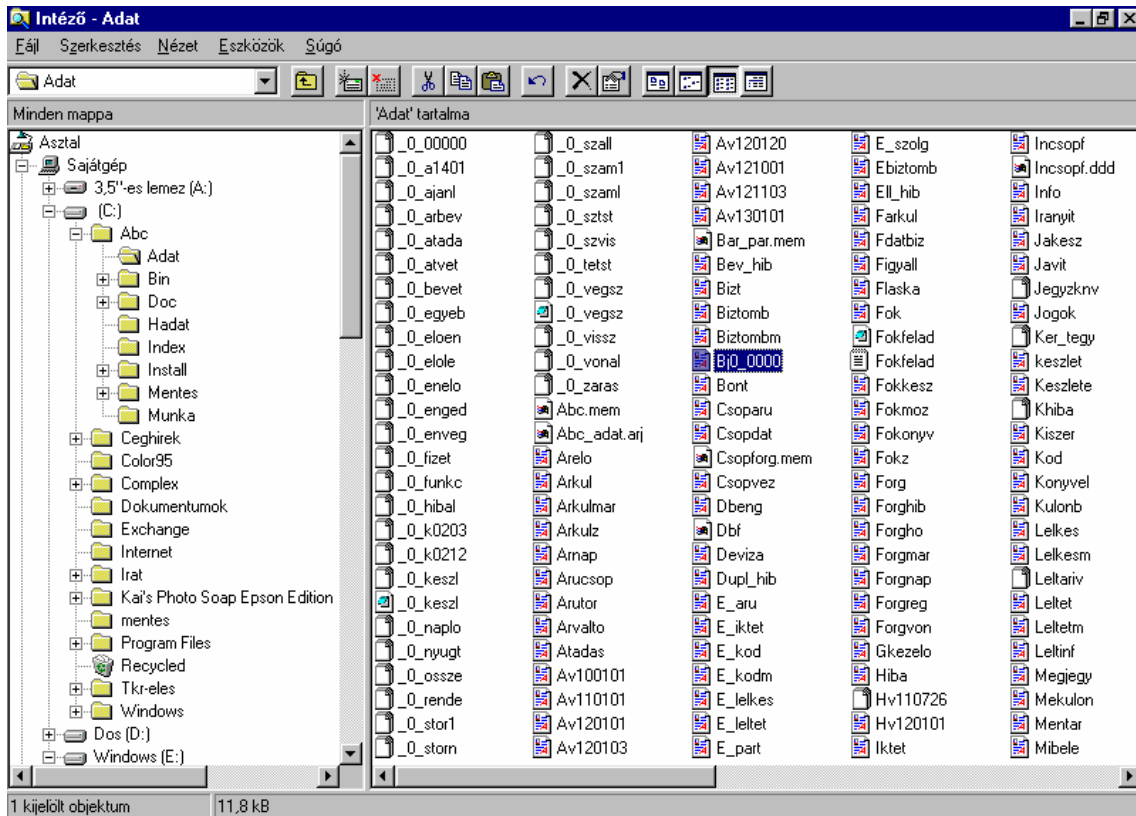 Intéző - Adat
Fájl Szerkesztés Nézet Eszközök Súgó
Adat
Minden mappa
'Adat' tartalma
Asztal
Sajátgép
3,5''-es lemez (A:)
(C:)
Abc
Adat
Bin
Doc
Hadat
Index
Install
Mentes
Munka
Ceghirek
Color95
Complex
Dokumentumok
Exchange
Internet
Irat
Kai's Photo Soap Epson Edition
mentes
Program Files
Recycled
Tkr-eles
Windows
Dos (D:)
Windows (E:)
_0_00000
_0_a1401
_0_ajanl
_0_arbev
_0_atada
_0_atvet
_0_bevet
_0_egyeb
_0_eloen
_0_elole
_0_enelo
_0_enged
_0_enveg
_0_fizet
_0_funkc
_0_hibal
_0_k0203
_0_k0212
_0_keszl
_0_keszl
_0_naplo
_0_nyugt
_0_ossze
_0_rende
_0_stor1
_0_storn
_0_szall
_0_szam1
_0_szaml
_0_sztst
_0_szvis
_0_tetst
_0_vegsz
_0_vegsz
_0_vissz
_0_vonal
_0_zaras
Abc.mem
Abc_adat.arj
Arelo
Arkul
Arkulmar
Arkulz
Arnap
Arucsop
Arutor
Arvalto
Atadas
Av100101
Av110101
Av120101
Av120103
Av120120
Av121001
Av121103
Av130101
Bar_par.mem
Bev_hib
Bizt
Biztomb
Biztombm
Bj0_0000
Bont
Csoparu
Csopdat
Csopforg.mem
Csopvez
Dbeng
Dbf
Deviza
Dupl_hib
E_aru
E_iktet
E_kod
E_kodm
E_lelkes
E_leltet
E_part
E_szolg
Ebiztomb
Ell_hib
Farkul
Fdatbiz
Figyall
Flaska
Fok
Fokfelad
Fokfelad
Fokkesz
Fokmoz
Fokonyv
Fokz
Forg
Forghib
Forgho
Forgmar
Forgnap
Forgreg
Forgvon
Gkezelo
Hiba
Hv110726
Hv120101
Iktet
Incsopf
Incsopf.ddd
Info
Iranyit
Jakesz
Javit
Jegyzknv
Jogok
Ker_tegy
keszlet
Keszlete
Khiba
Kiszer
Kod
Konyvel
Kulonb
Lelkes
Lelkesm
Leltariv
Leltet
Leltetm
Leltinf
Megjegy
Mekulon
Mentar
Mibele
1 kijelölt objektum
11,8 kB